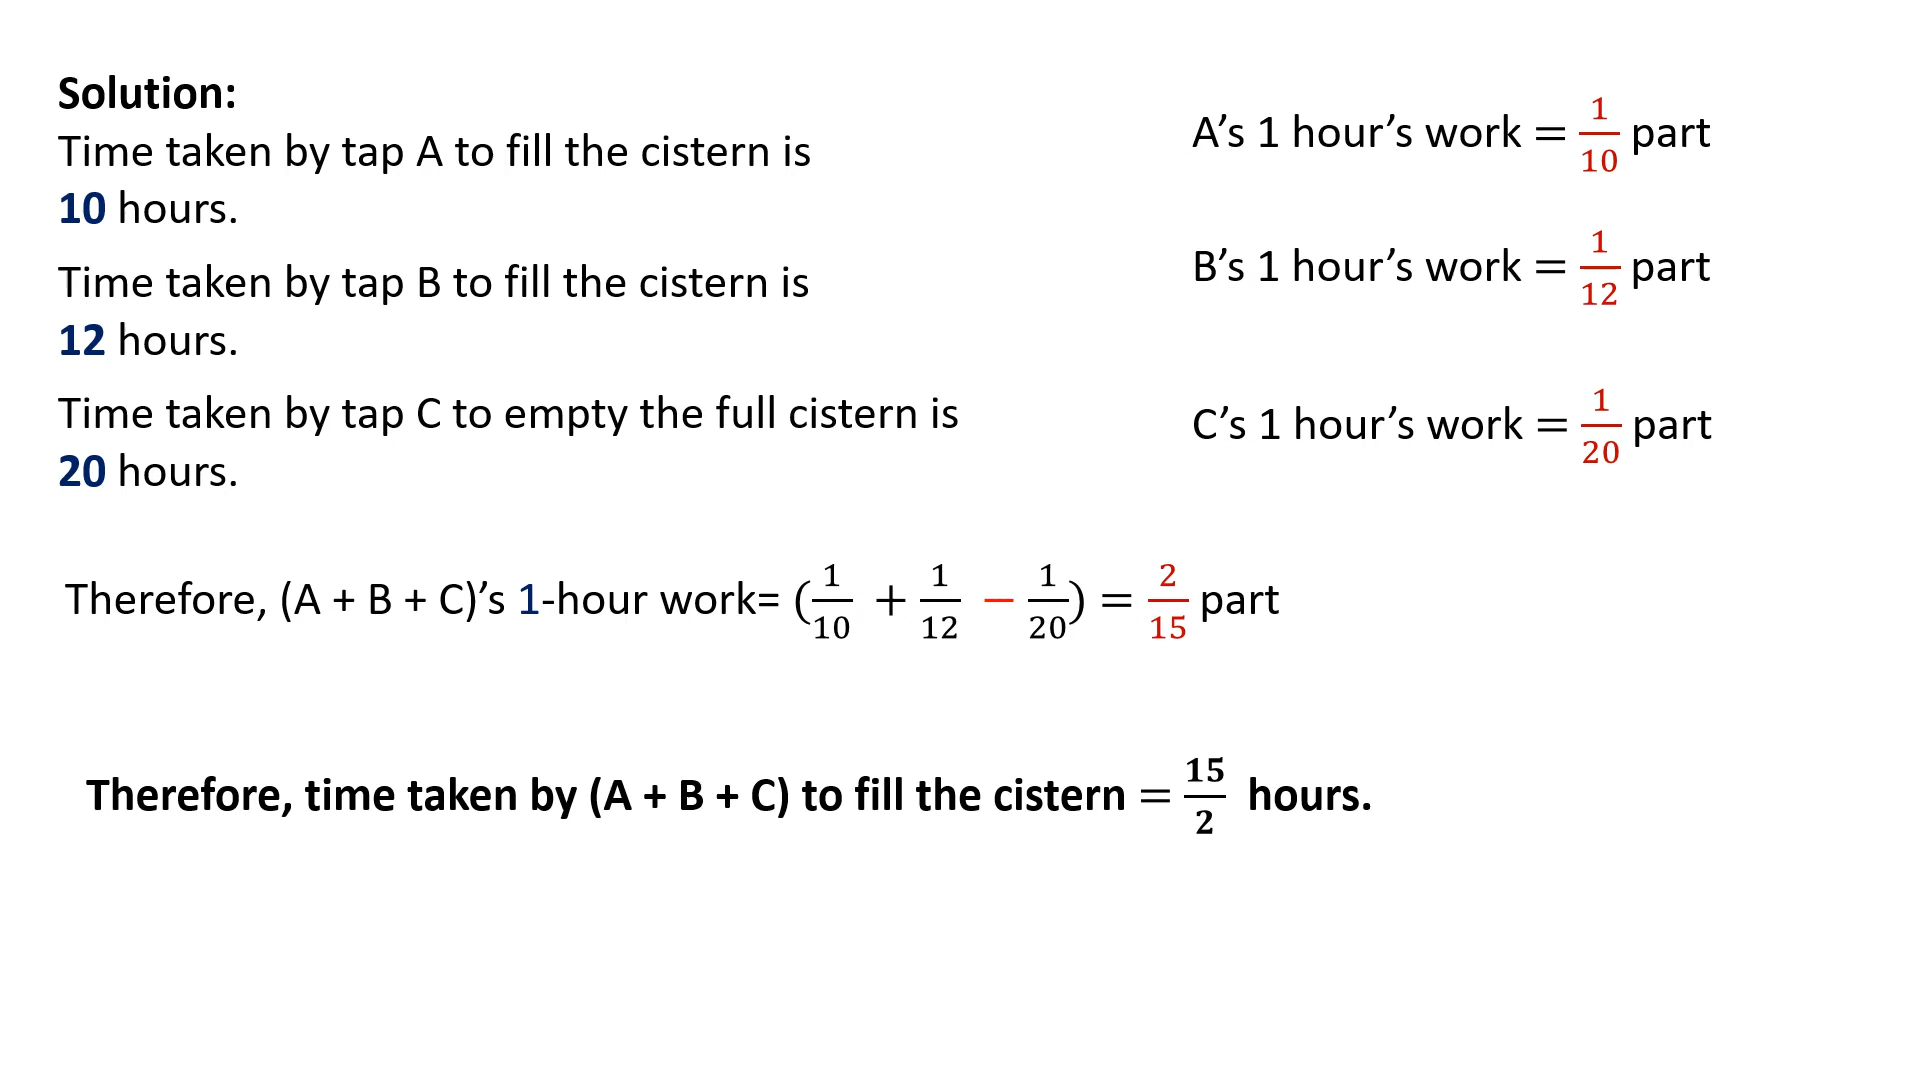 Solution:
Time taken by tap A to fill the cistern is
10 hours.
Time taken by tap B to fill the cistern is
12 hours.
Time taken by tap C to empty the full cistern is
20 hours.
A’s 1 hour’s work = 1/10 part
B’s 1 hour’s work = 1/12 part
C’s 1 hour’s work = 1/20 part
Therefore, (A + B + C)’s 1-hour work= (1/10 + 1/12 − 1/20) = 2/15 part
Therefore, time taken by (A + B + C) to fill the cistern = 15/2 hours.